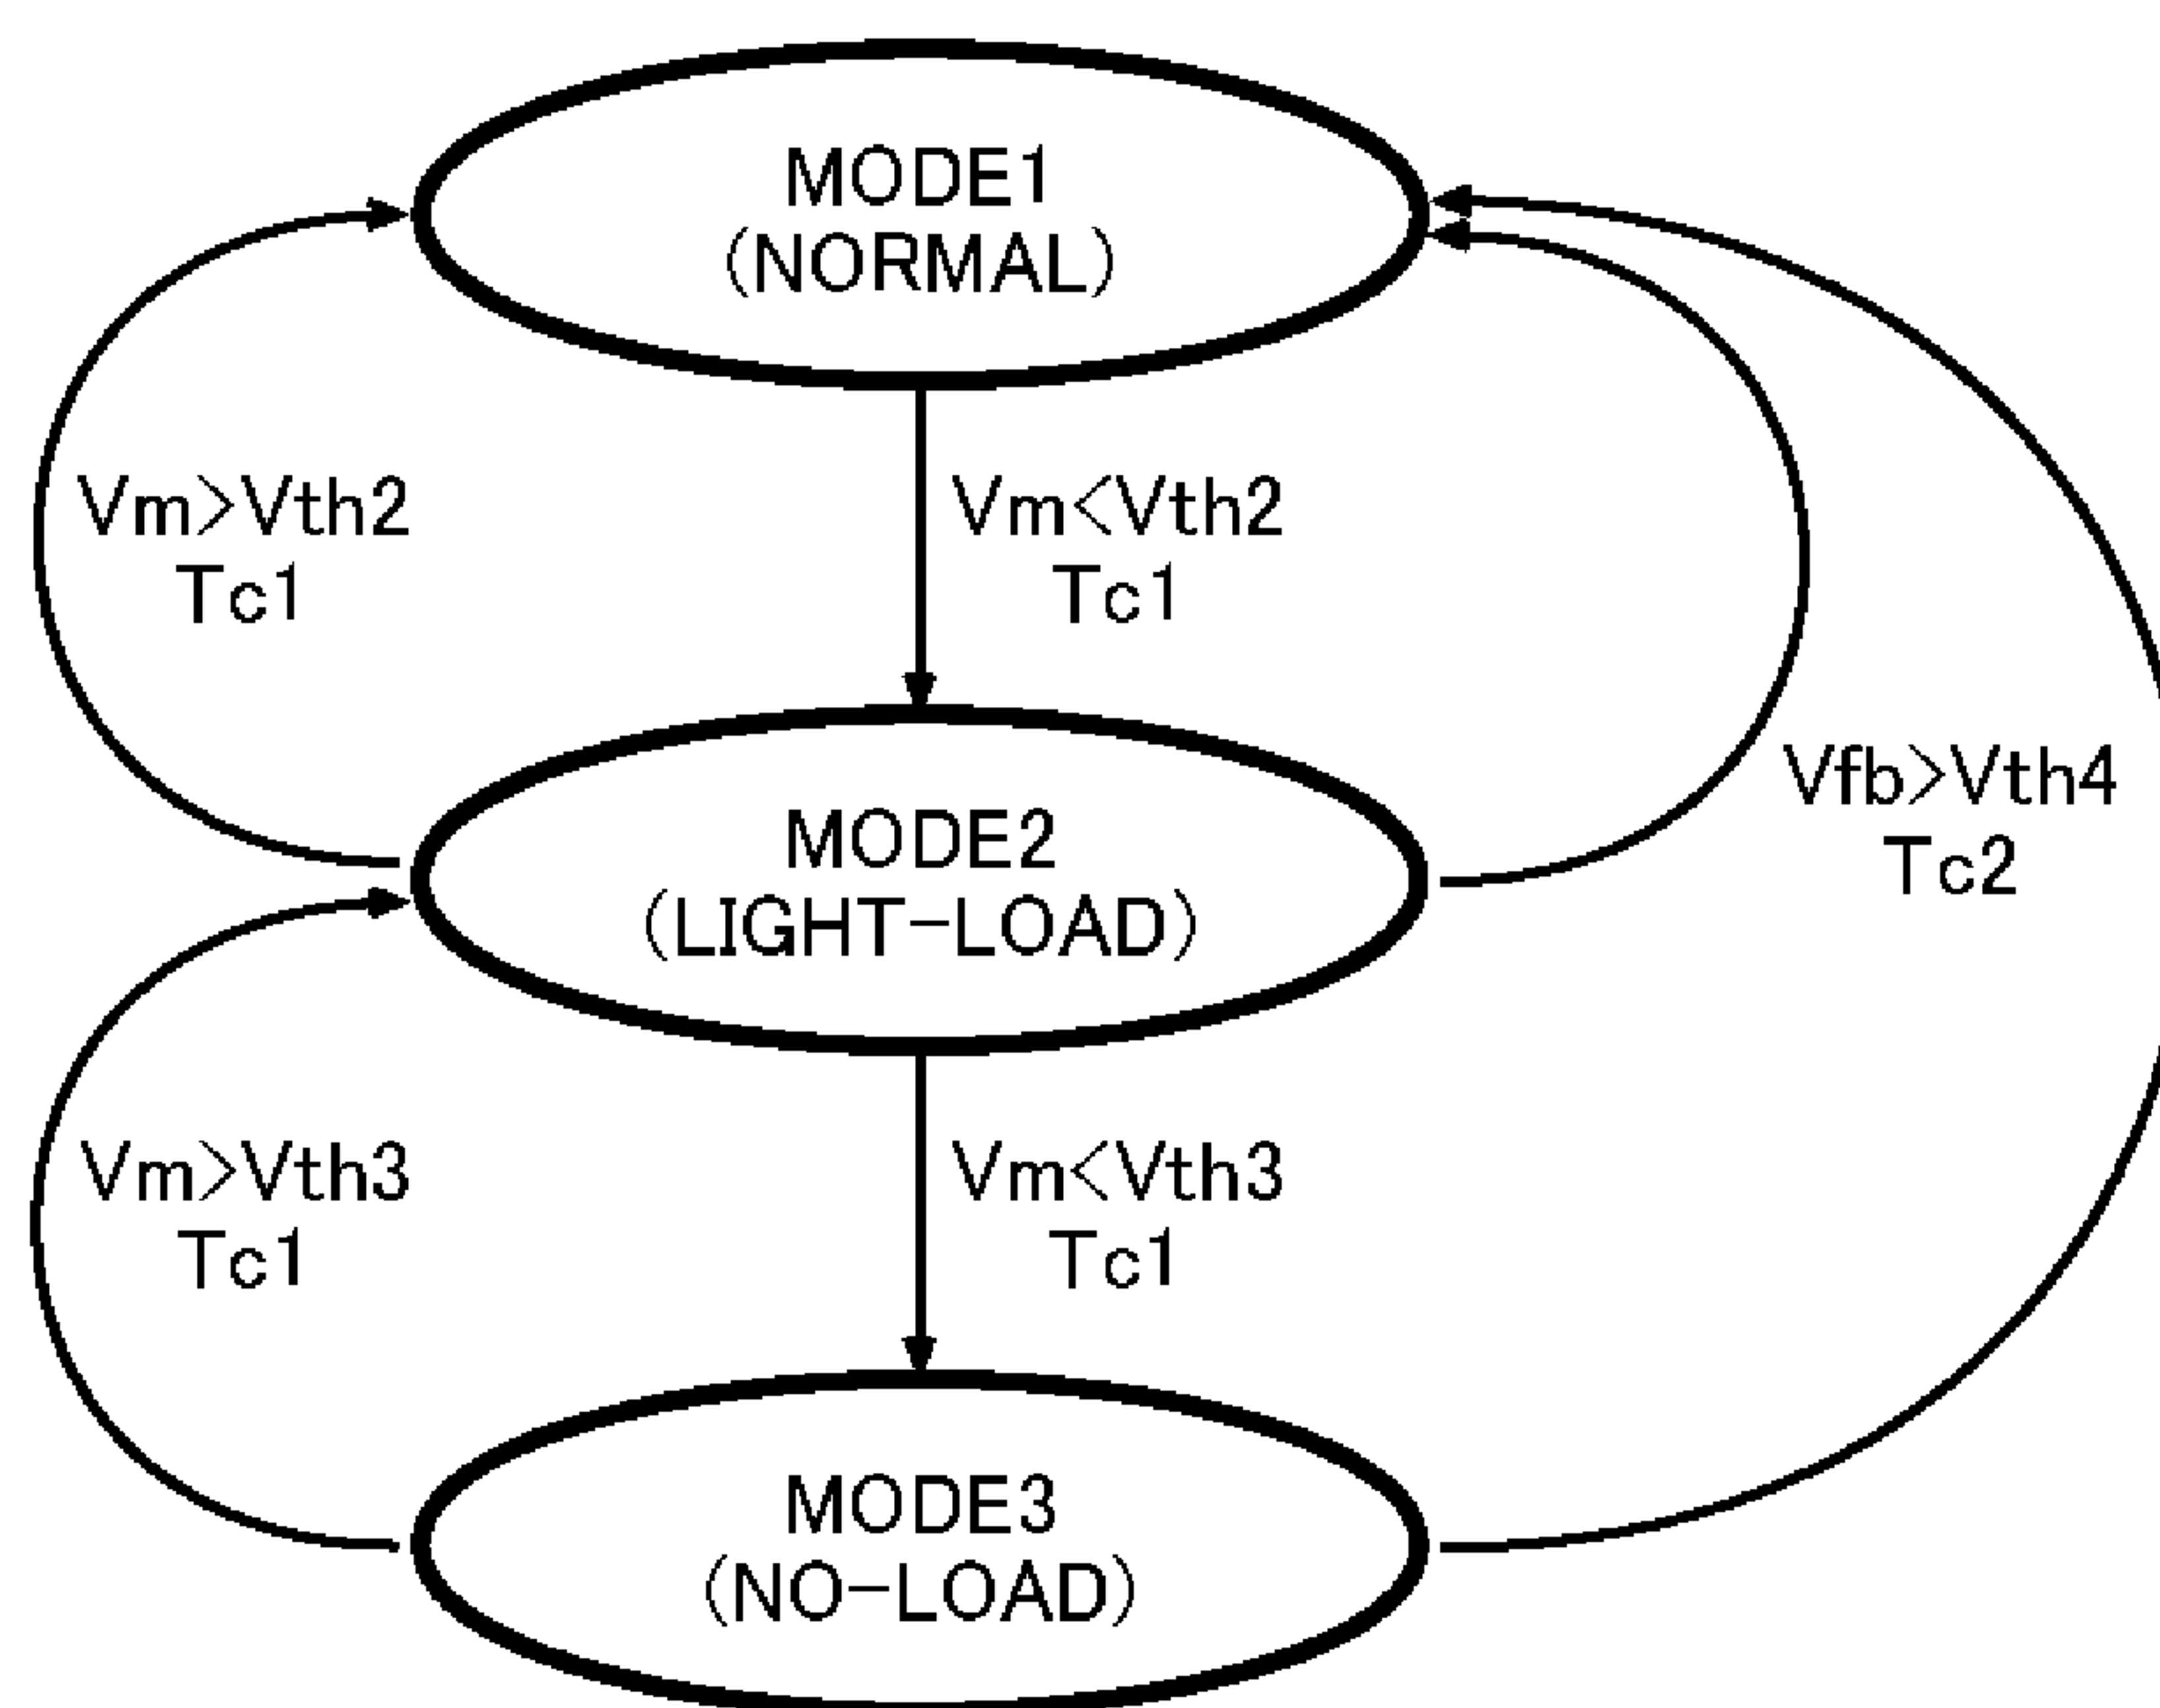 MODE1
(NORMAL)
Vm>Vth2
Tc1
Vm<Vth2
Tc1
Vfb>Vth4
Tc2
MODE2
(LIGHT-LOAD)
Vm>Vth3
Tc1
Vm<Vth3
Tc1
MODE3
(NO-LOAD)